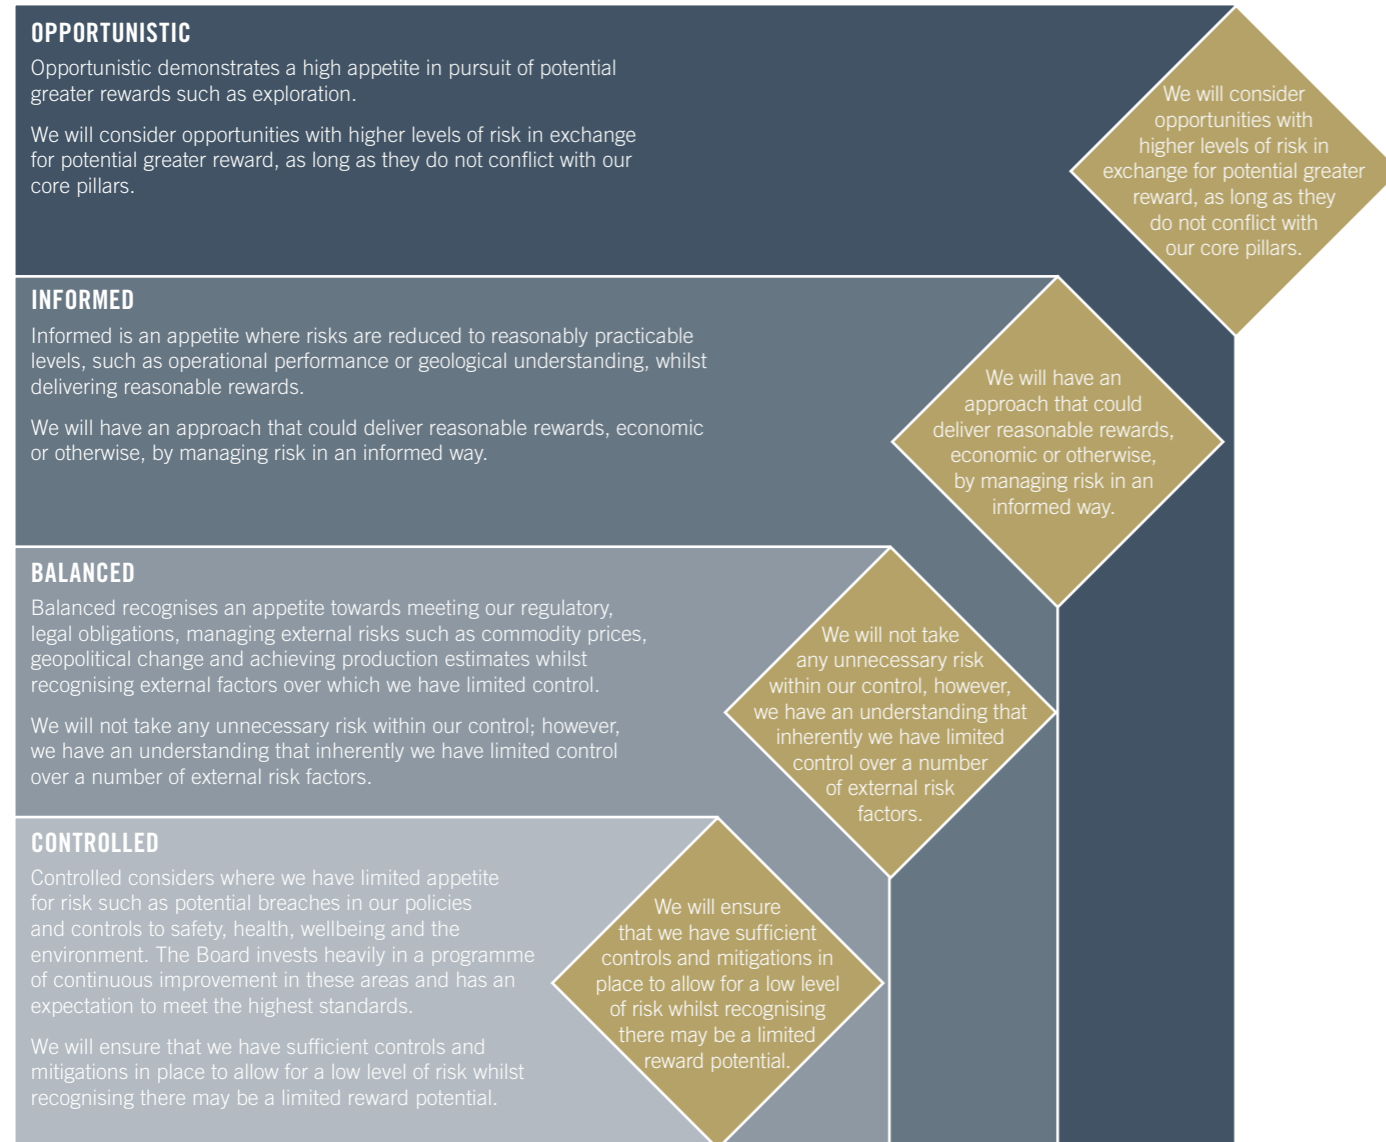 OPPORTUNISTIC
Opportunistic demonstrates a high appetite in pursuit of potential
greater rewards such as exploration.
We will consider opportunities with higher levels of risk in exchange
for potential greater reward, as long as they do not conflict with our
core pillars.
We will consider
opportunities with
higher levels of risk in
exchange for potential greater
reward, as long as they
do not conflict with
our core pillars.
INFORMED
Informed is an appetite where risks are reduced to reasonably practicable
levels, such as operational performance or geological understanding, whilst
delivering reasonable rewards.
We will have an approach that could deliver reasonable rewards, economic
or otherwise, by managing risk in an informed way.
We will have an
approach that could
deliver reasonable rewards,
economic or otherwise,
by managing risk in an
informed way.
BALANCED
Balanced recognises an appetite towards meeting our regulatory,
legal obligations, managing external risks such as commodity prices,
geopolitical change and achieving production estimates whilst
recognising external factors over which we have limited control.
We will not take any unnecessary risk within our control; however,
we have an understanding that inherently we have limited control
over a number of external risk factors.
We will not take
any unnecessary risk
within our control, however,
we have an understanding that
inherently we have limited
control over a number
of external risk
factors.
CONTROLLED
Controlled considers where we have limited appetite
for risk such as potential breaches in our policies
and controls to safety, health, wellbeing and the
environment. The Board invests heavily in a programme
of continuous improvement in these areas and has an
expectation to meet the highest standards.
We will ensure that we have sufficient controls and
mitigations in place to allow for a low level of risk whilst
recognising there may be a limited reward potential.
We will ensure
that we have sufficient
controls and mitigations in
place to allow for a low level
of risk whilst recognising
there may be a limited
reward potential.